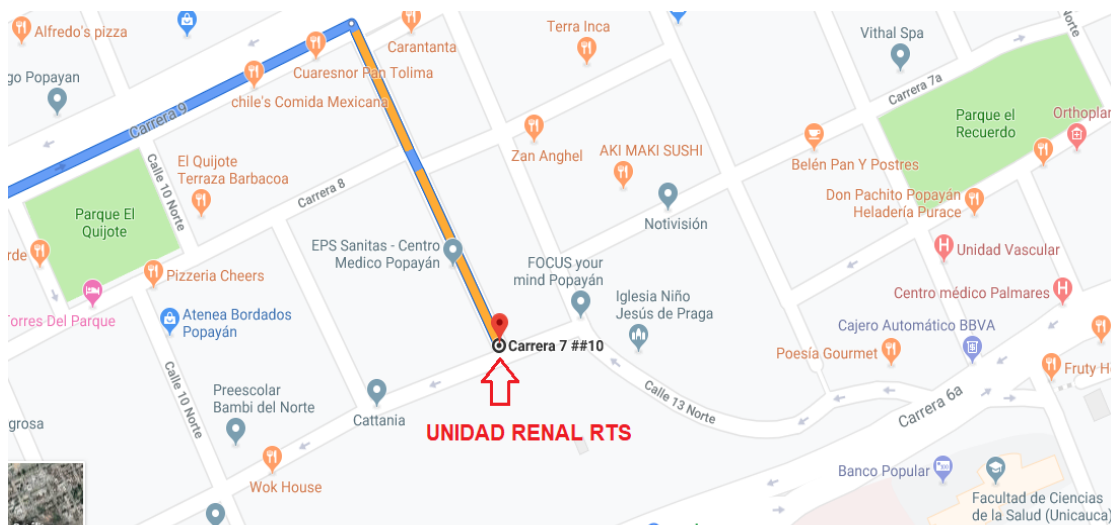 Alfredo's pizza
Carantanta
Terra Inca
Vithal Spa
Norte
go Popayan
Cuaresnor Pan Tolima
chile's Comida Mexicana
Carrera 9
Carrera 7a
Parque el
Recuerdo
Orthoplan
Calle 10 Norte
El Quijote
Terraza Barbacoa
Zan Anghel
AKI MAKI SUSHI
Belén Pan Y Postres
Carrera 8
Parque El
Quijote
Don Pachito Popayán
Heladería Purace
Notivisión
EPS Sanitas - Centro
Medico Popayán
rde
Pizzeria Cheers
FOCUS your
mind Popayán
Unidad Vascular
Centro médico Palmares
Iglesia Niño
Jesús de Praga
Torres Del Parque
Atenea Bordados
Popayán
Cajero Automático BBVA
Carrera 7 ##10
Poesía Gourmet
Fruty He
Calle 10 Norte
Preescolar
Bambi del Norte
Calle 13 Norte
Carrera 6a
Cattania
grosa
UNIDAD RENAL RTS
Banco Popular
Wok House
Facultad de Ciencias
de la Salud (Unicauca)